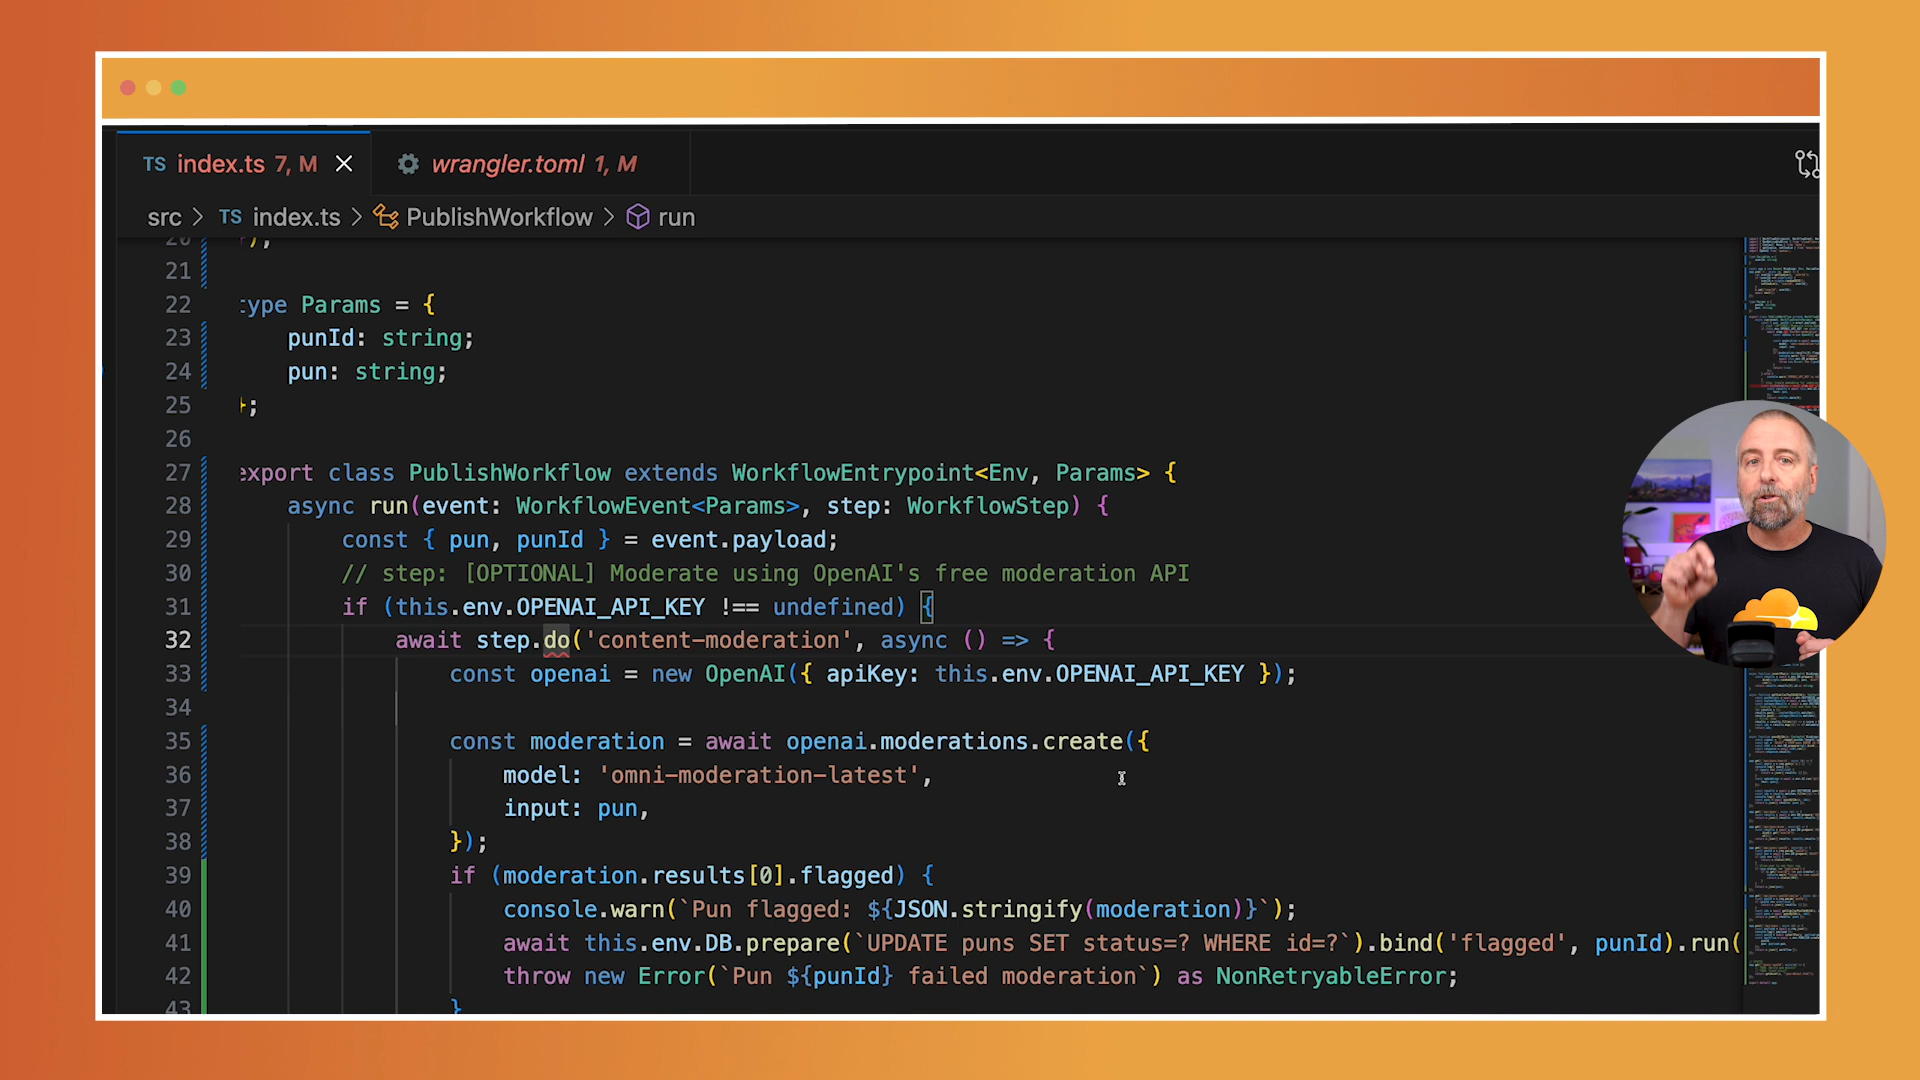 TS index.ts 7, M
wrangler.toml 1, M
src > TS index.ts > PublishWorkflow > run
20 });
21
22 type Params = {
23 punId: string;
24 pun: string;
25 };
26
27 export class PublishWorkflow extends WorkflowEntrypoint<Env, Params> {
28 async run(event: WorkflowEvent<Params>, step: WorkflowStep) {
29 const { pun, punId } = event.payload;
30 // step: [OPTIONAL] Moderate using OpenAI's free moderation API
31 if (this.env.OPENAI_API_KEY !== undefined) {
32 await step.do('content-moderation', async () => {
33 const openai = new OpenAI({ apiKey: this.env.OPENAI_API_KEY });
34
35 const moderation = await openai.moderations.create({
36 model: 'omni-moderation-latest',
37 input: pun,
38 });
39 if (moderation.results[0].flagged) {
40 console.warn(`Pun flagged: ${JSON.stringify(moderation)}`);
41 await this.env.DB.prepare(`UPDATE puns SET status=? WHERE id=?`).bind('flagged', punId).run(
42 throw new Error(`Pun ${punId} failed moderation`) as NonRetryableError;
43 }